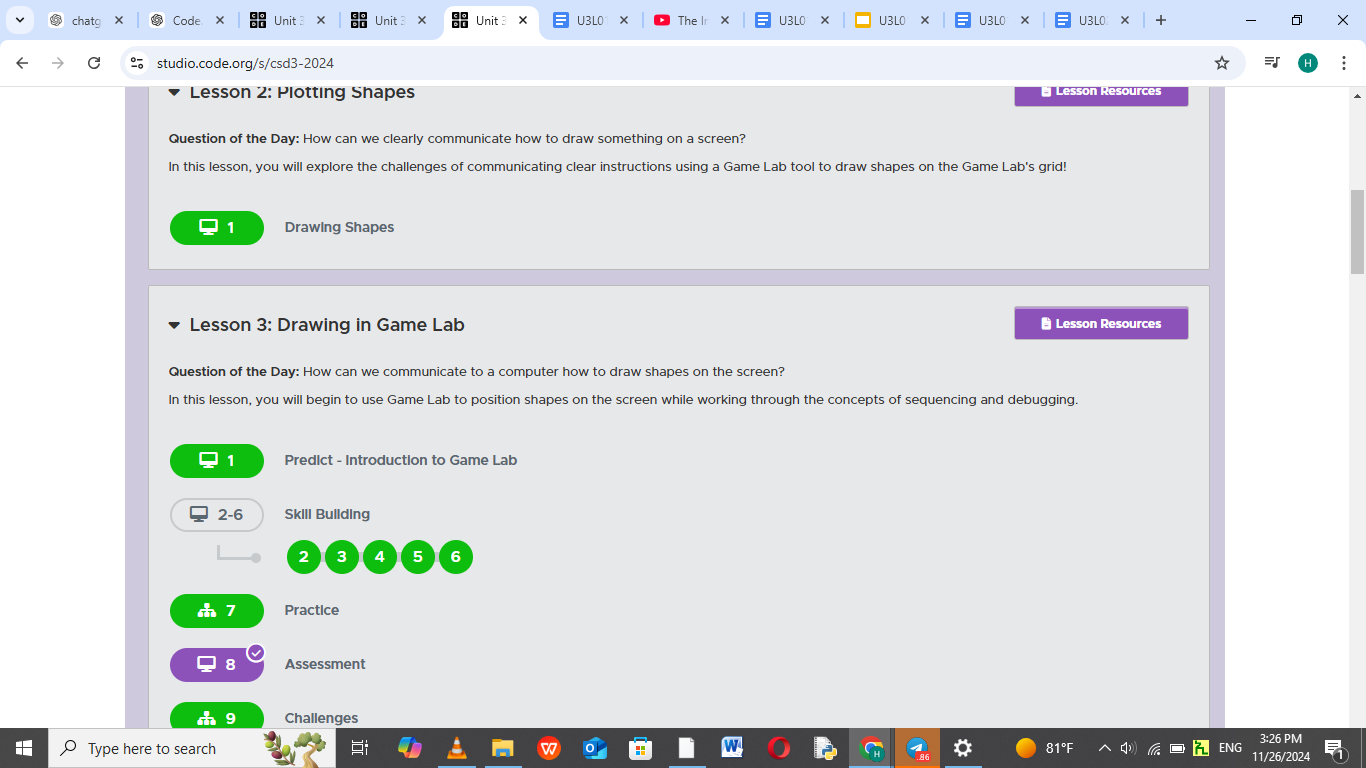 chatg
Code.
Unit 3
Unit 3
Unit 3
U3L0
The Ir
U3L0
U3L0
U3L0
U3L0
studio.code.org/s/csd3-2024
H
Lesson 2: Plotting Shapes
Lesson Resources
Question of the Day: How can we clearly communicate how to draw something on a screen?
In this lesson, you will explore the challenges of communicating clear instructions using a Game Lab tool to draw shapes on the Game Lab's grid!
1 Drawing Shapes
Lesson 3: Drawing in Game Lab
Lesson Resources
Question of the Day: How can we communicate to a computer how to draw shapes on the screen?
In this lesson, you will begin to use Game Lab to position shapes on the screen while working through the concepts of sequencing and debugging.
1 Predict - Introduction to Game Lab
2-6 Skill Building
2 3 4 5 6
7 Practice
8 Assessment
9 Challenges
Type here to search
81°F
ENG
3:26 PM
11/26/2024
.86
1